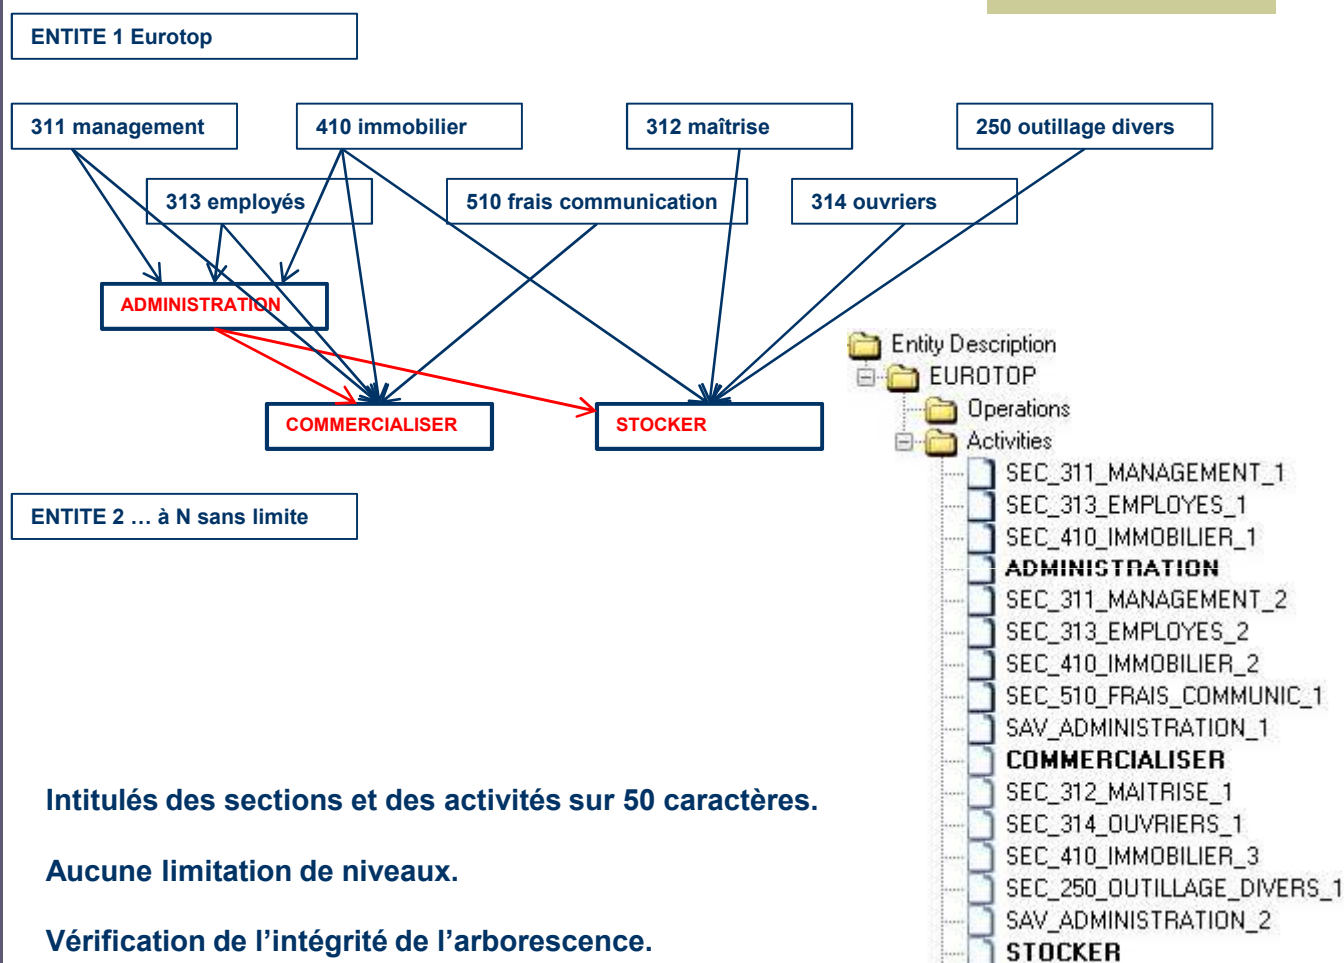 ENTITE 1 Eurotop
311 management
410 immobilier
312 maîtrise
250 outillage divers
313 employés
510 frais communication
314 ouvriers
ADMINISTRATION
COMMERCIALISER
STOCKER
ENTITE 2 … à N sans limite
Entity Description
EUROTOP
Operations
Activities
SEC_311_MANAGEMENT_1
SEC_313_EMPLOYES_1
SEC_410_IMMOBILIER_1
ADMINISTRATION
SEC_311_MANAGEMENT_2
SEC_313_EMPLOYES_2
SEC_410_IMMOBILIER_2
SEC_510_FRAIS_COMMUNIC_1
SAV_ADMINISTRATION_1
COMMERCIALISER
SEC_312_MAITRISE_1
SEC_314_OUVRIERS_1
SEC_410_IMMOBILIER_3
SEC_250_OUTILLAGE_DIVERS_1
SAV_ADMINISTRATION_2
STOCKER
Intitulés des sections et des activités sur 50 caractères.
Aucune limitation de niveaux.
Vérification de l’intégrité de l’arborescence.